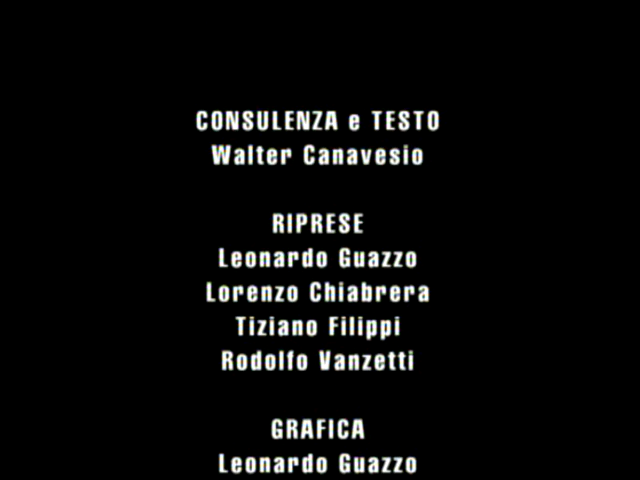 CONSULENZA e TESTO
Walter Canavesio
RIPRESE
Leonardo Guazzo
Lorenzo Chiabrera
Tiziano Filippi
Rodolfo Vanzetti
GRAFICA
Leonardo Guazzo